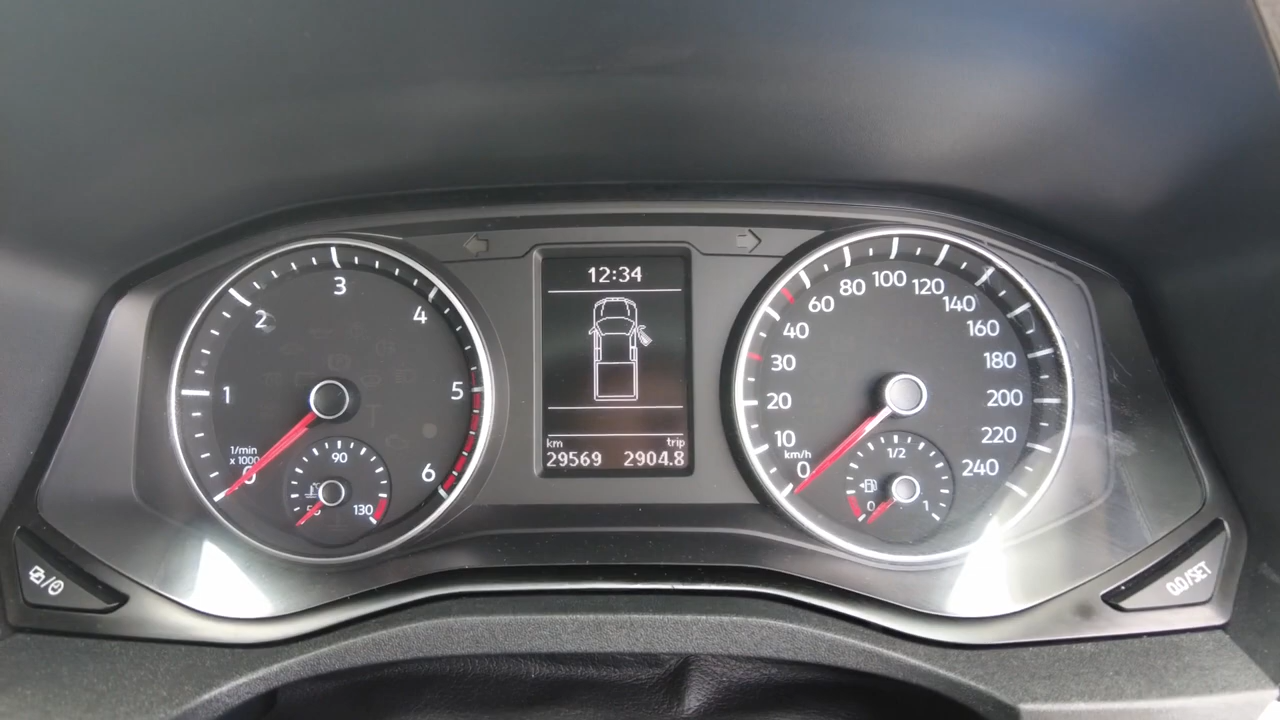 12:34
km trip
29569 2904.8
0 1 2 3 4 5 6
1/min
x 1000
50 90 130
0 10 20 30 40 60 80 100 120 140 160 180 200 220 240
km/h
0 1/2 1
0.0/SET